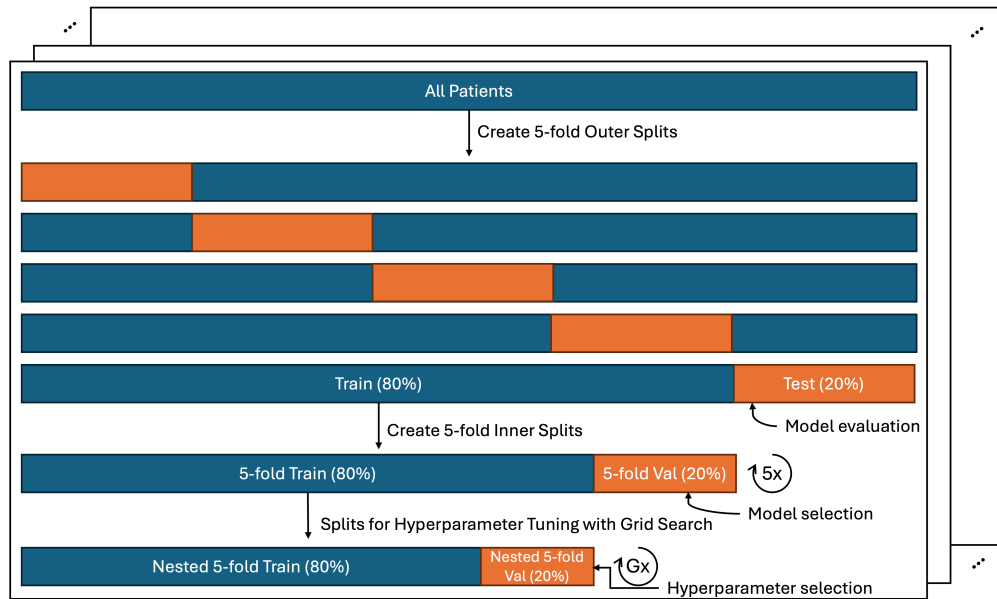 All Patients
Create 5-fold Outer Splits
Train (80%)
Test (20%)
Model evaluation
Create 5-fold Inner Splits
5-fold Train (80%)
5-fold Val (20%)
5x
Model selection
Splits for Hyperparameter Tuning with Grid Search
Nested 5-fold Train (80%)
Nested 5-fold
Val (20%)
Gx
Hyperparameter selection